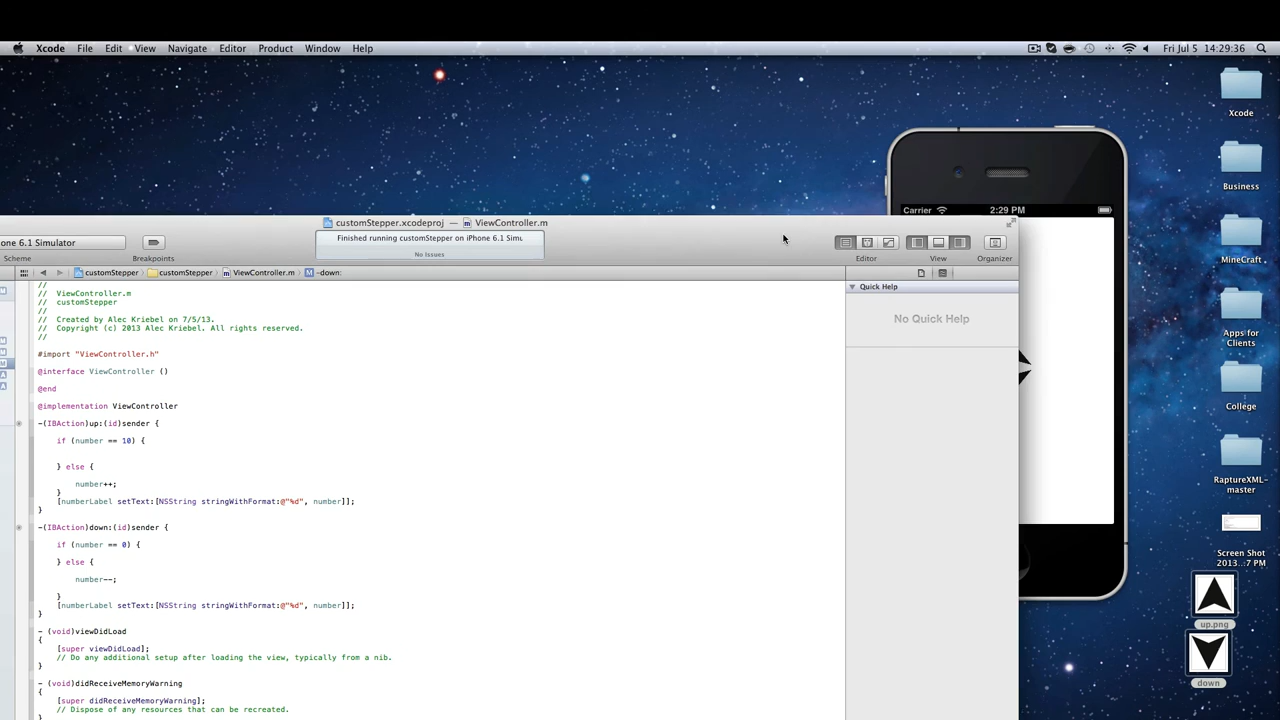 Xcode File Edit View Navigate Editor Product Window Help
Fri Jul 5 14:29:36
Xcode
Business
MineCraft
Apps for
Clients
College
RaptureXML-
master
Screen Shot
2013...7 PM
up.png
down
Carrier 2:29 PM
customStepper.xcodeproj — ViewController.m
one 6.1 Simulator
Finished running customStepper on iPhone 6.1 Simu
No Issues
Scheme Breakpoints Editor View Organizer
customStepper customStepper ViewController.m M -down:
Quick Help
No Quick Help
//
// ViewController.m
// customStepper
//
// Created by Alec Kriebel on 7/5/13.
// Copyright (c) 2013 Alec Kriebel. All rights reserved.
//
#import "ViewController.h"
@interface ViewController ()
@end
@implementation ViewController
-(IBAction)up:(id)sender {
if (number == 10) {
} else {
number++;
}
[numberLabel setText:[NSString stringWithFormat:@"%d", number]];
}
-(IBAction)down:(id)sender {
if (number == 0) {
} else {
number--;
}
[numberLabel setText:[NSString stringWithFormat:@"%d", number]];
}
- (void)viewDidLoad
{
[super viewDidLoad];
// Do any additional setup after loading the view, typically from a nib.
}
- (void)didReceiveMemoryWarning
{
[super didReceiveMemoryWarning];
// Dispose of any resources that can be recreated.